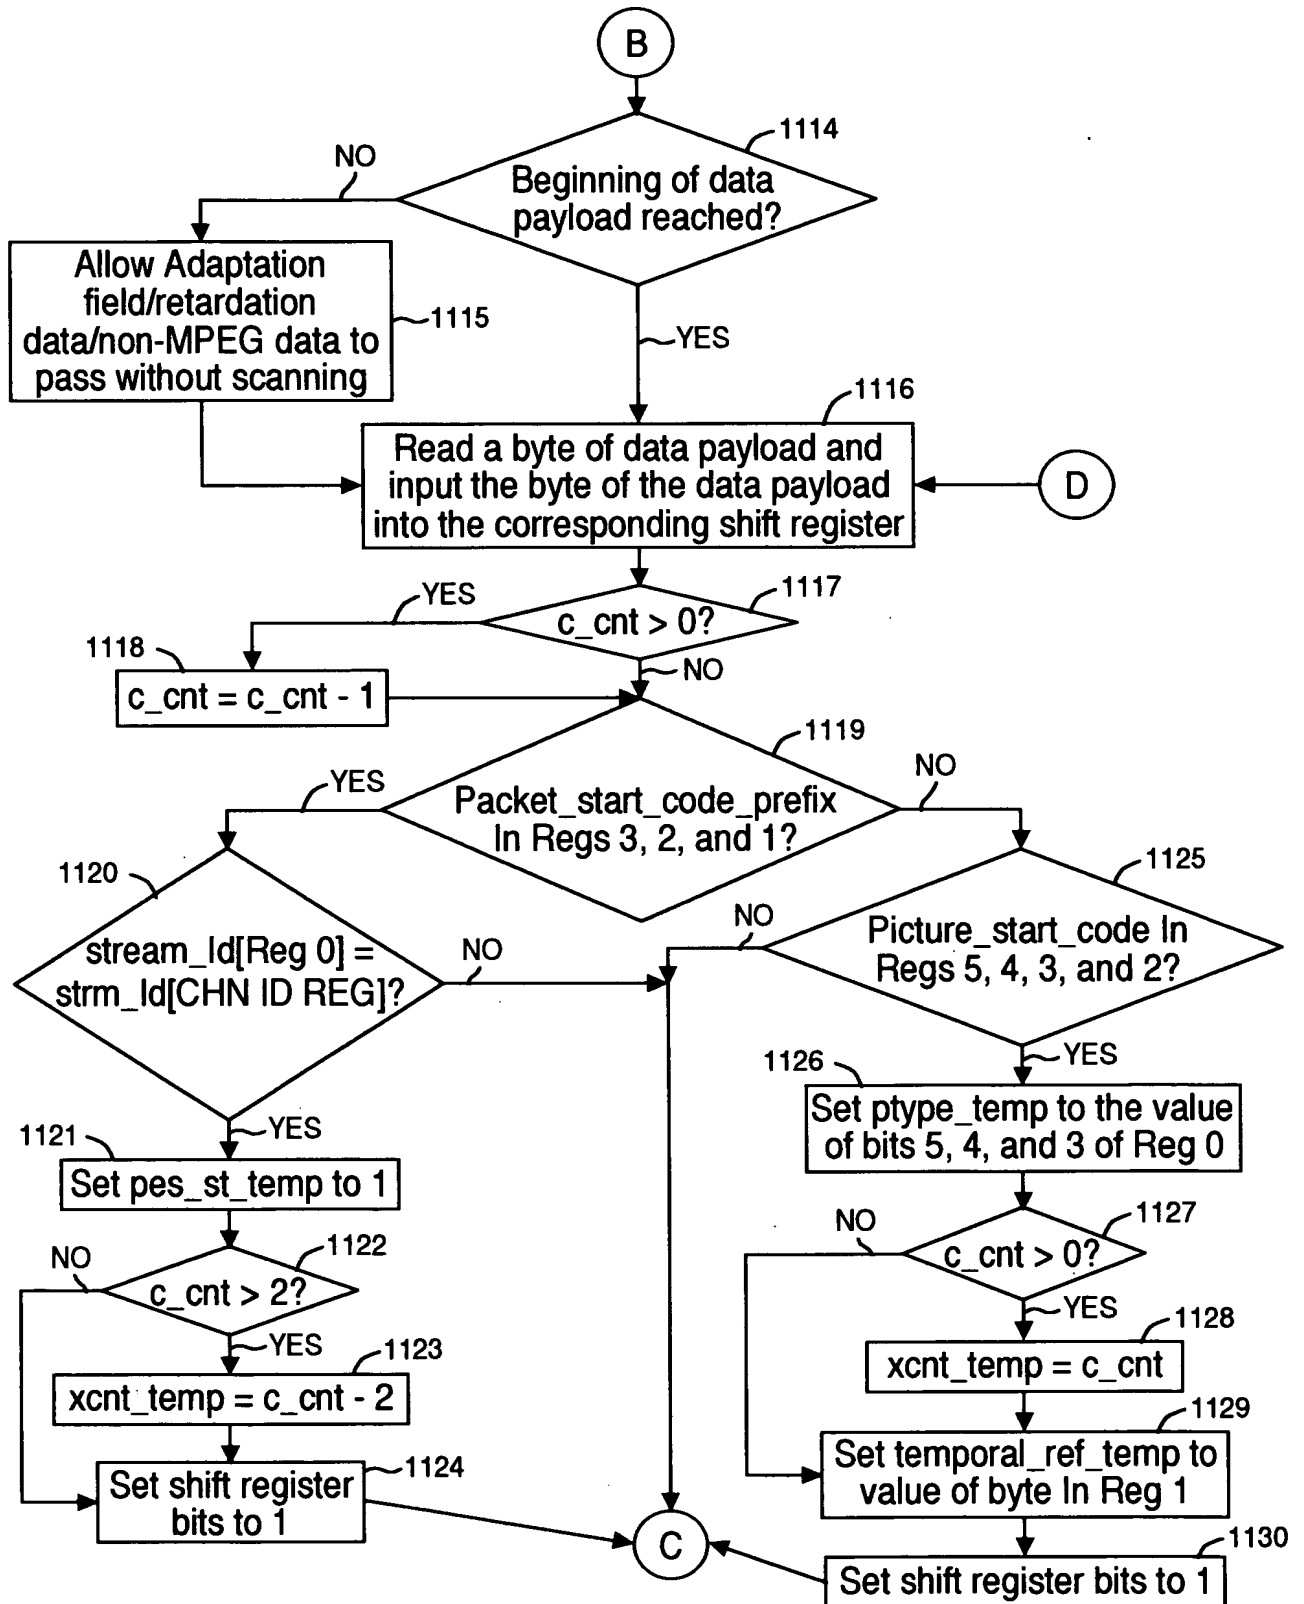 B
1114
NO
Beginning of data
payload reached?
Allow Adaptation
field/retardation
data/non-MPEG data to
pass without scanning
1115
YES
1116
Read a byte of data payload and
input the byte of the data payload
into the corresponding shift register
D
1117
YES
c_cnt > 0?
1118
NO
c_cnt = c_cnt - 1
1119
YES
NO
Packet_start_code_prefix
In Regs 3, 2, and 1?
1120
1125
stream_Id[Reg 0] =
strm_Id[CHN ID REG]?
NO
NO
Picture_start_code In
Regs 5, 4, 3, and 2?
YES
1126
YES
Set ptype_temp to the value
of bits 5, 4, and 3 of Reg 0
1121
Set pes_st_temp to 1
1127
NO
c_cnt > 0?
1122
NO
c_cnt > 2?
YES
YES
1128
xcnt_temp = c_cnt
1123
xcnt_temp = c_cnt - 2
1129
Set temporal_ref_temp to
value of byte In Reg 1
1124
Set shift register
bits to 1
C
1130
Set shift register bits to 1